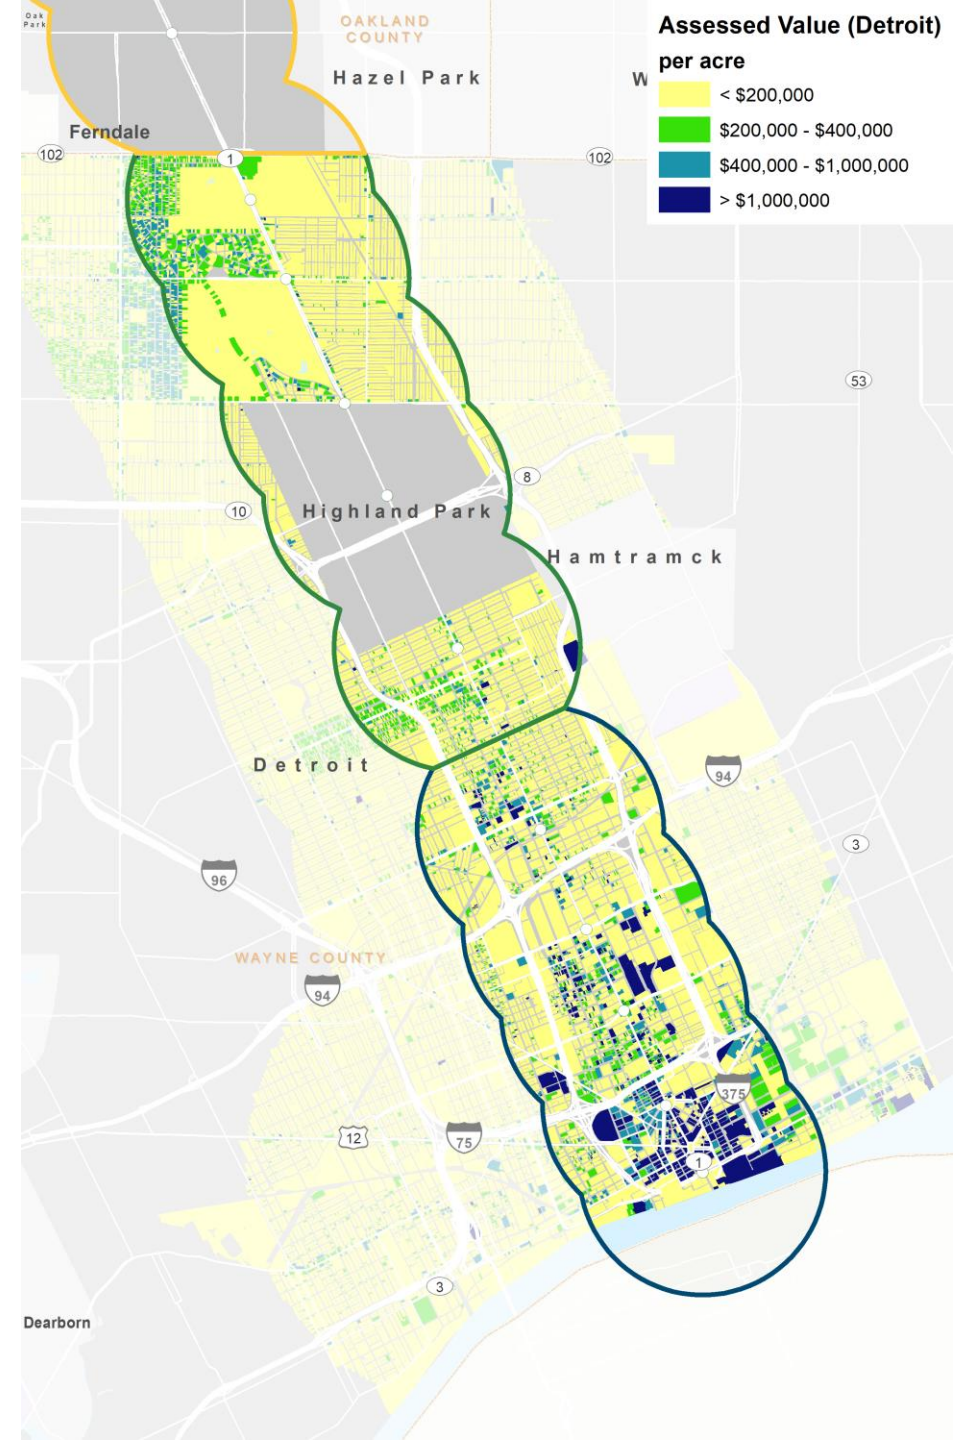 Oak
Park
OAKLAND
COUNTY
Hazel Park
W
Assessed Value (Detroit)
per acre
< $200,000
$200,000 - $400,000
$400,000 - $1,000,000
> $1,000,000
Ferndale
102
1
102
53
8
10
Highland Park
Hamtramck
Detroit
94
3
96
WAYNE COUNTY
94
375
12
75
1
3
Dearborn